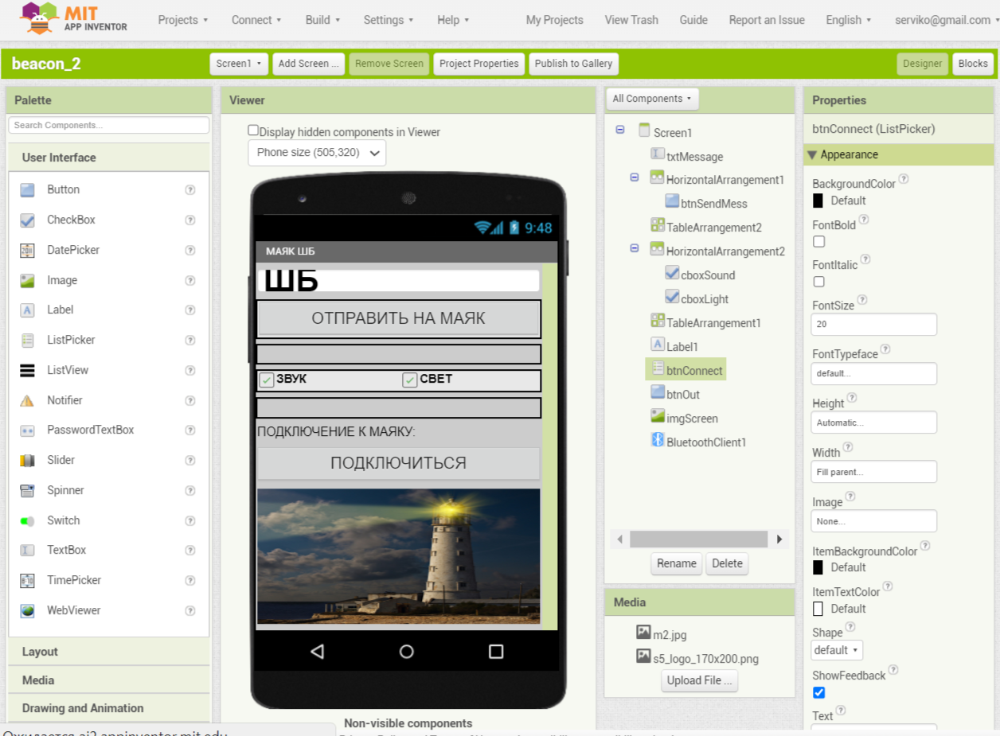 MIT
APP INVENTOR
Projects
Connect
Build
Settings
Help
My Projects
View Trash
Guide
Report an Issue
English
serviko@gmail.com
beacon_2
Screen1
Add Screen ...
Remove Screen
Project Properties
Publish to Gallery
Designer
Blocks
Palette
Search Components...
User Interface
Button
CheckBox
DatePicker
Image
Label
ListPicker
ListView
Notifier
PasswordTextBox
Slider
Spinner
Switch
TextBox
TimePicker
WebViewer
Layout
Media
Drawing and Animation
Viewer
Display hidden components in Viewer
Phone size (505,320)
9:48
МАЯК ШБ
ШБ
ОТПРАВИТЬ НА МАЯК
ЗВУК СВЕТ
ПОДКЛЮЧЕНИЕ К МАЯКУ:
ПОДКЛЮЧИТЬСЯ
Non-visible components
All Components
Screen1
txtMessage
HorizontalArrangement1
btnSendMess
TableArrangement2
HorizontalArrangement2
cboxSound
cboxLight
TableArrangement1
Label1
btnConnect
btnOut
imgScreen
BluetoothClient1
Rename
Delete
Media
m2.jpg
s5_logo_170x200.png
Upload File ...
Properties
btnConnect (ListPicker)
Appearance
BackgroundColor
Default
FontBold
FontItalic
FontSize
20
FontTypeface
default...
Height
Automatic...
Width
Fill parent...
Image
None...
ItemBackgroundColor
Default
ItemTextColor
Default
Shape
default
ShowFeedback
Text
Ожидается ai2.appinventor.mit.edu